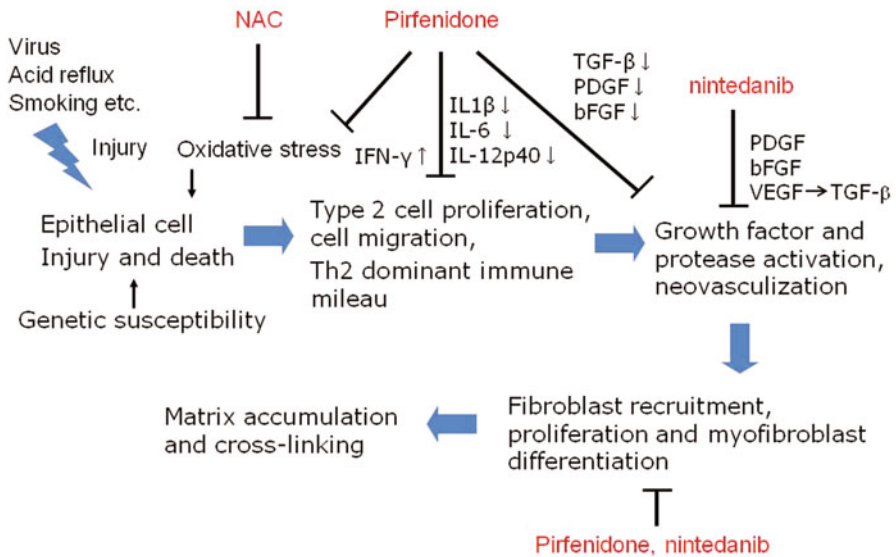 NAC
Pirfenidone
Virus
Acid reflux
Smoking etc.
TGF-β↓
PDGF↓
bFGF↓
nintedanib
Injury
Oxidative stress
IFN-γ↑
IL1β↓
IL-6 ↓
IL-12p40↓
PDGF
bFGF
VEGF→TGF-β
Epithelial cell
Injury and death
Type 2 cell proliferation,
cell migration,
Th2 dominant immune
mileau
Growth factor and
protease activation,
neovasculization
Genetic susceptibility
Matrix accumulation
and cross-linking
Fibroblast recruitment,
proliferation and myofibroblast
differentiation
Pirfenidone, nintedanib